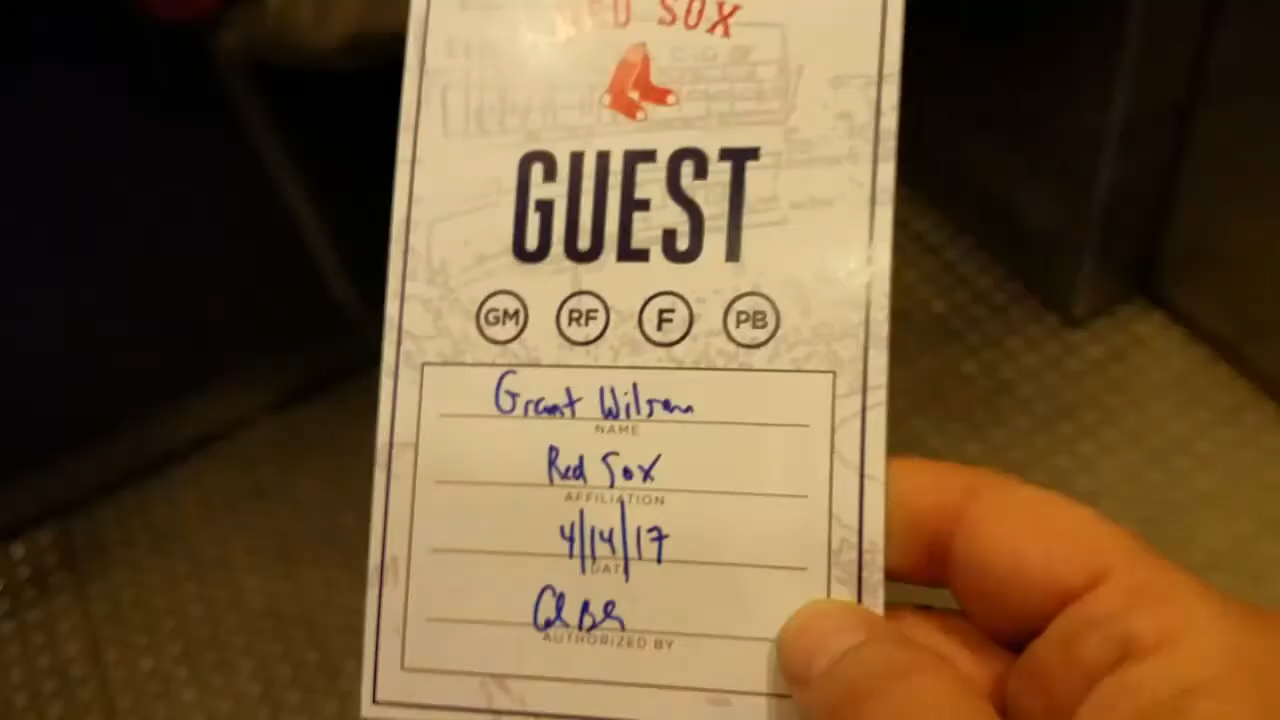 RED SOX
GUEST
GM RF F PB
Grant Wilson
NAME
Red Sox
AFFILIATION
4/14/17
DATE
AUTHORIZED BY